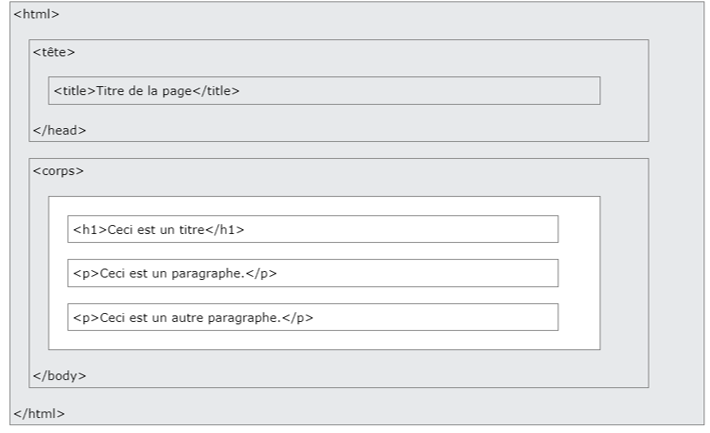 <html>
<tête>
<title>Titre de la page</title>
</head>
<corps>
<h1>Ceci est un titre</h1>
<p>Ceci est un paragraphe.</p>
<p>Ceci est un autre paragraphe.</p>
</body>
</html>